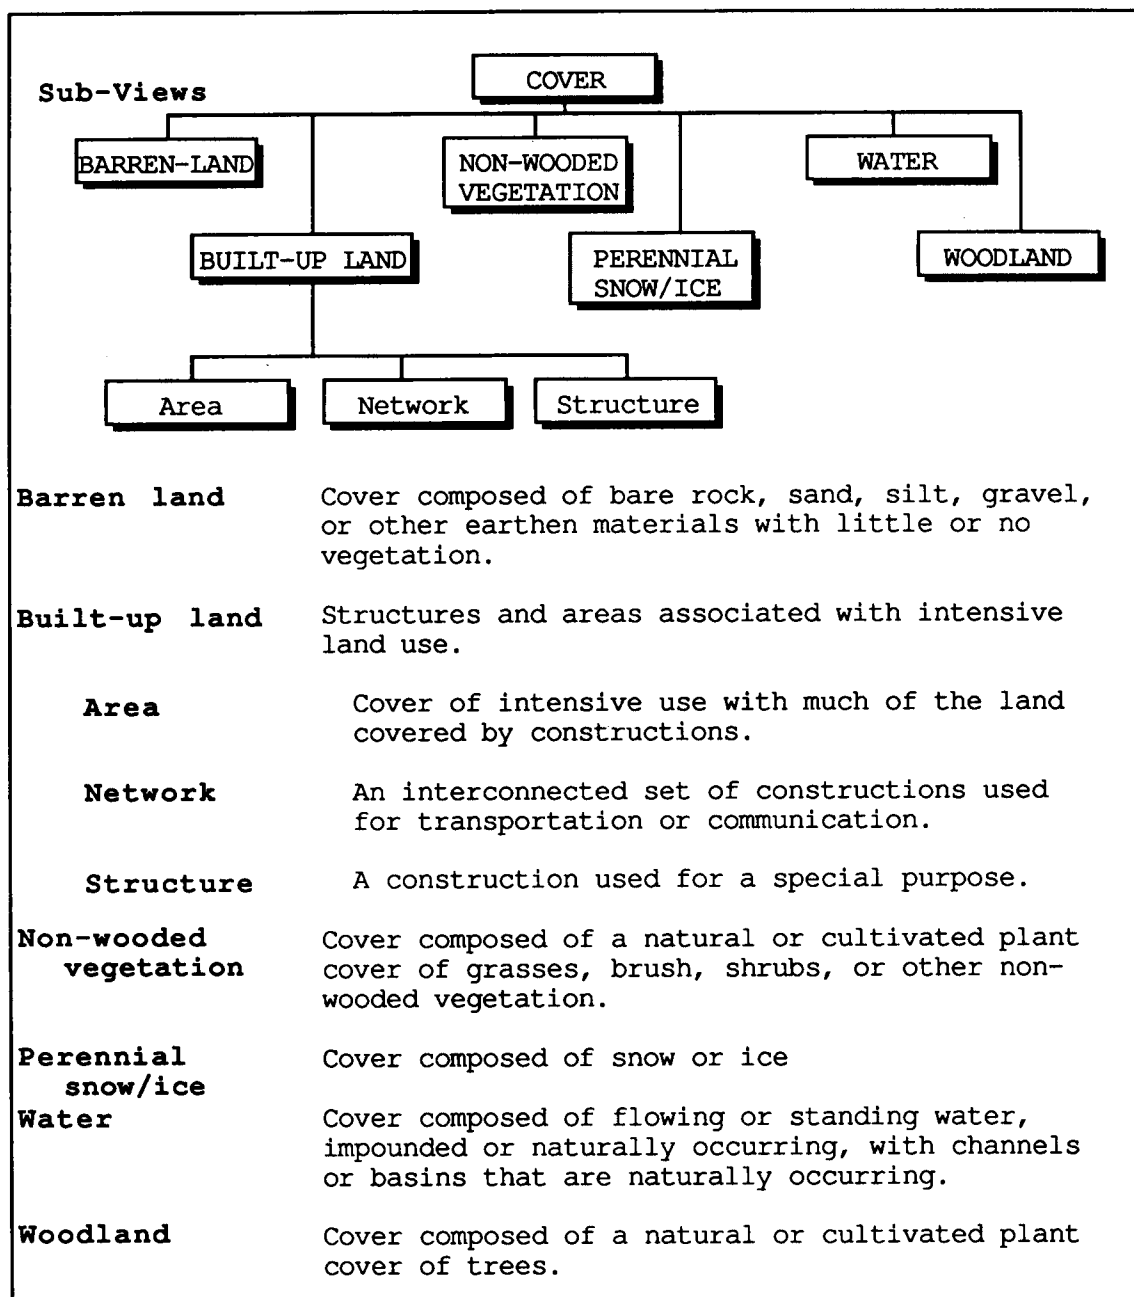 Sub-Views
COVER
BARREN-LAND
NON-WOODED
VEGETATION
WATER
BUILT-UP LAND
PERENNIAL
SNOW/ICE
WOODLAND
Area
Network
Structure
Barren land Cover composed of bare rock, sand, silt, gravel,
or other earthen materials with little or no
vegetation.
Built-up land Structures and areas associated with intensive
land use.
Area Cover of intensive use with much of the land
covered by constructions.
Network An interconnected set of constructions used
for transportation or communication.
Structure A construction used for a special purpose.
Non-wooded Cover composed of a natural or cultivated plant
vegetation cover of grasses, brush, shrubs, or other non-
wooded vegetation.
Perennial Cover composed of snow or ice
snow/ice
Water Cover composed of flowing or standing water,
impounded or naturally occurring, with channels
or basins that are naturally occurring.
Woodland Cover composed of a natural or cultivated plant
cover of trees.